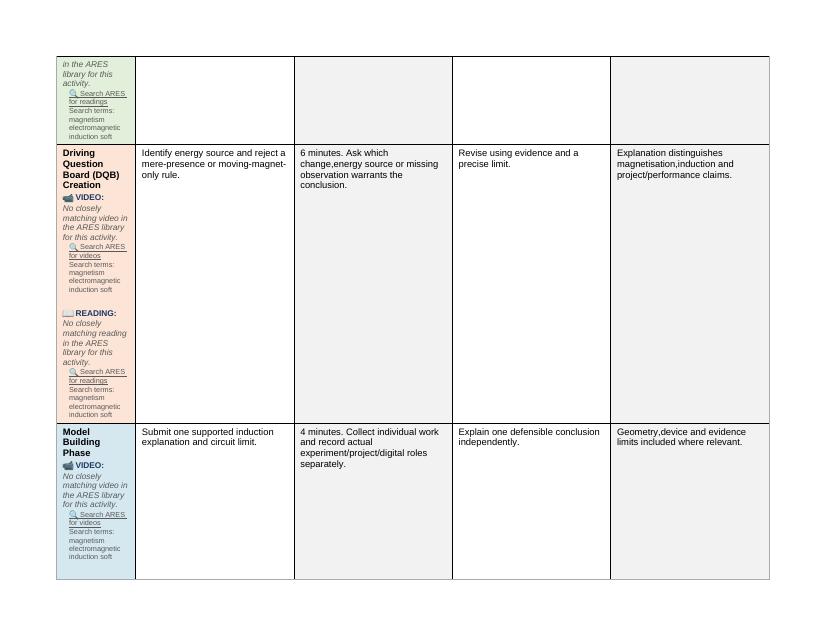 in the ARES
library for this
activity.
🔍 Search ARES
for readings
Search terms:
magnetism
electromagnetic
induction soft
Driving
Question
Board (DQB)
Creation
📹 VIDEO:
No closely
matching video in
the ARES library
for this activity.
🔍 Search ARES
for videos
Search terms:
magnetism
electromagnetic
induction soft
📖 READING:
No closely
matching reading
in the ARES
library for this
activity.
🔍 Search ARES
for readings
Search terms:
magnetism
electromagnetic
induction soft
Identify energy source and reject a
mere-presence or moving-magnet-
only rule.
6 minutes. Ask which
change,energy source or missing
observation warrants the
conclusion.
Revise using evidence and a
precise limit.
Explanation distinguishes
magnetisation,induction and
project/performance claims.
Model
Building
Phase
📹 VIDEO:
No closely
matching video in
the ARES library
for this activity.
🔍 Search ARES
for videos
Search terms:
magnetism
electromagnetic
induction soft
Submit one supported induction
explanation and circuit limit.
4 minutes. Collect individual work
and record actual
experiment/project/digital roles
separately.
Explain one defensible conclusion
independently.
Geometry,device and evidence
limits included where relevant.